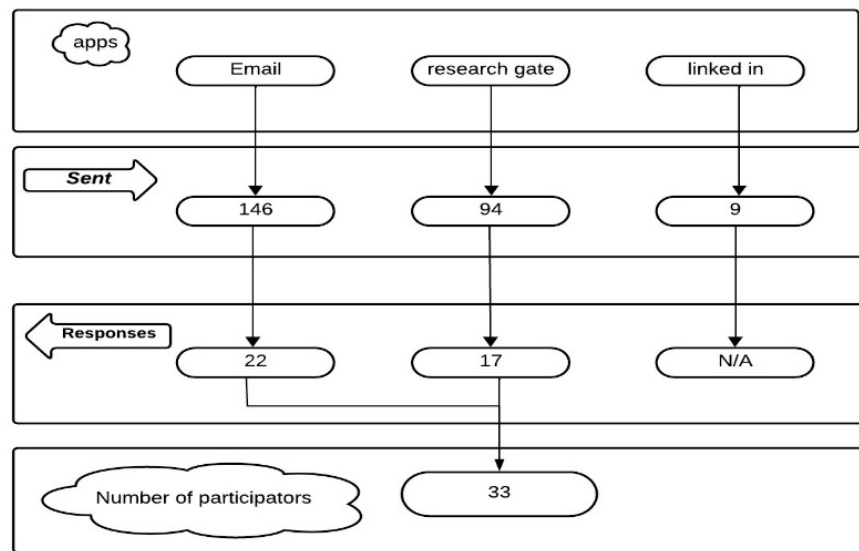 apps
Email
research gate
linked in
Sent
146
94
9
Responses
22
17
N/A
Number of participators
33